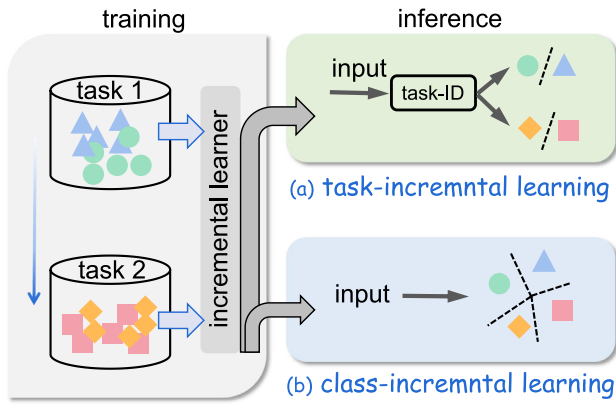 training
inference
task 1
task 2
incremental learner
input
task-ID
(a) task-incremntal learning
input
(b) class-incremntal learning